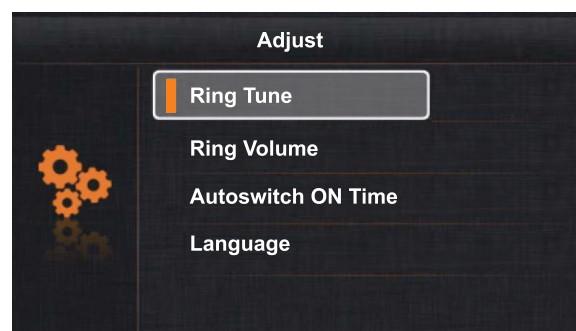 Adjust
Ring Tune
Ring Volume
Autoswitch ON Time
Language